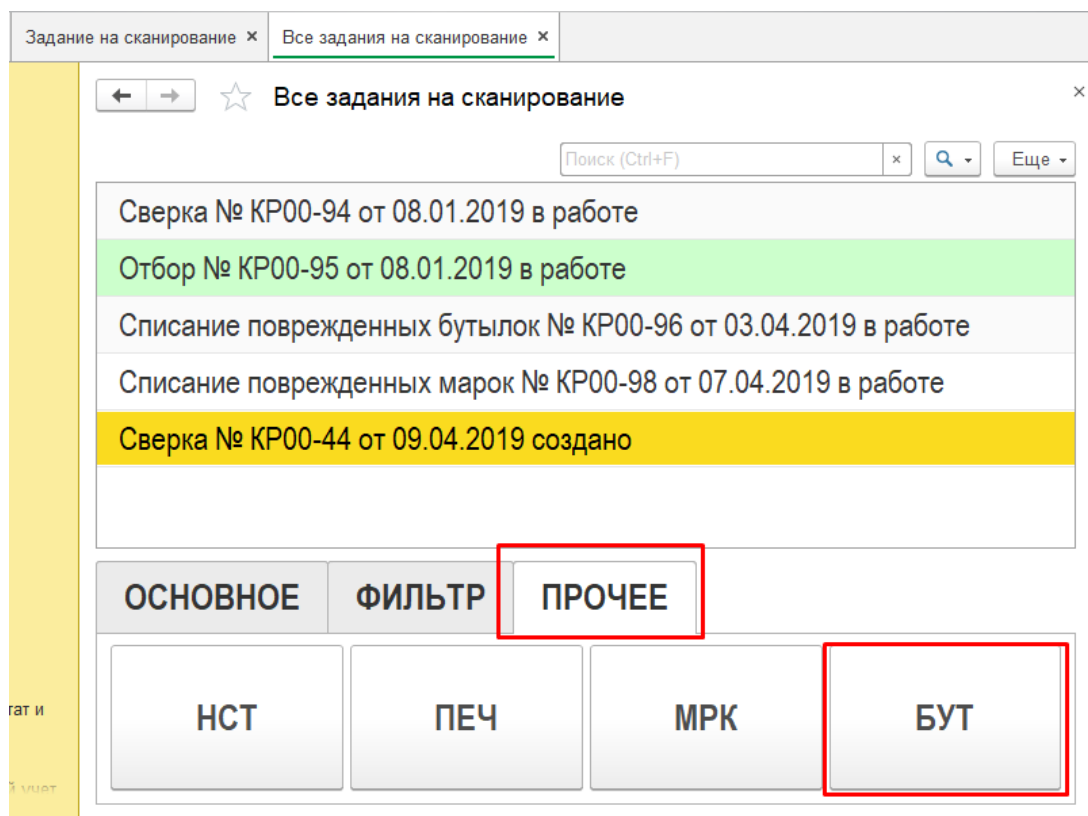 Задание на сканирование × Все задания на сканирование ×
Все задания на сканирование ×
Поиск (Ctrl+F) × Еще
Сверка № КР00-94 от 08.01.2019 в работе
Отбор № КР00-95 от 08.01.2019 в работе
Списание поврежденных бутылок № КР00-96 от 03.04.2019 в работе
Списание поврежденных марок № КР00-98 от 07.04.2019 в работе
Сверка № КР00-44 от 09.04.2019 создано
ОСНОВНОЕ ФИЛЬТР ПРОЧЕЕ
НСТ ПЕЧ МРК БУТ
тат и
й учет